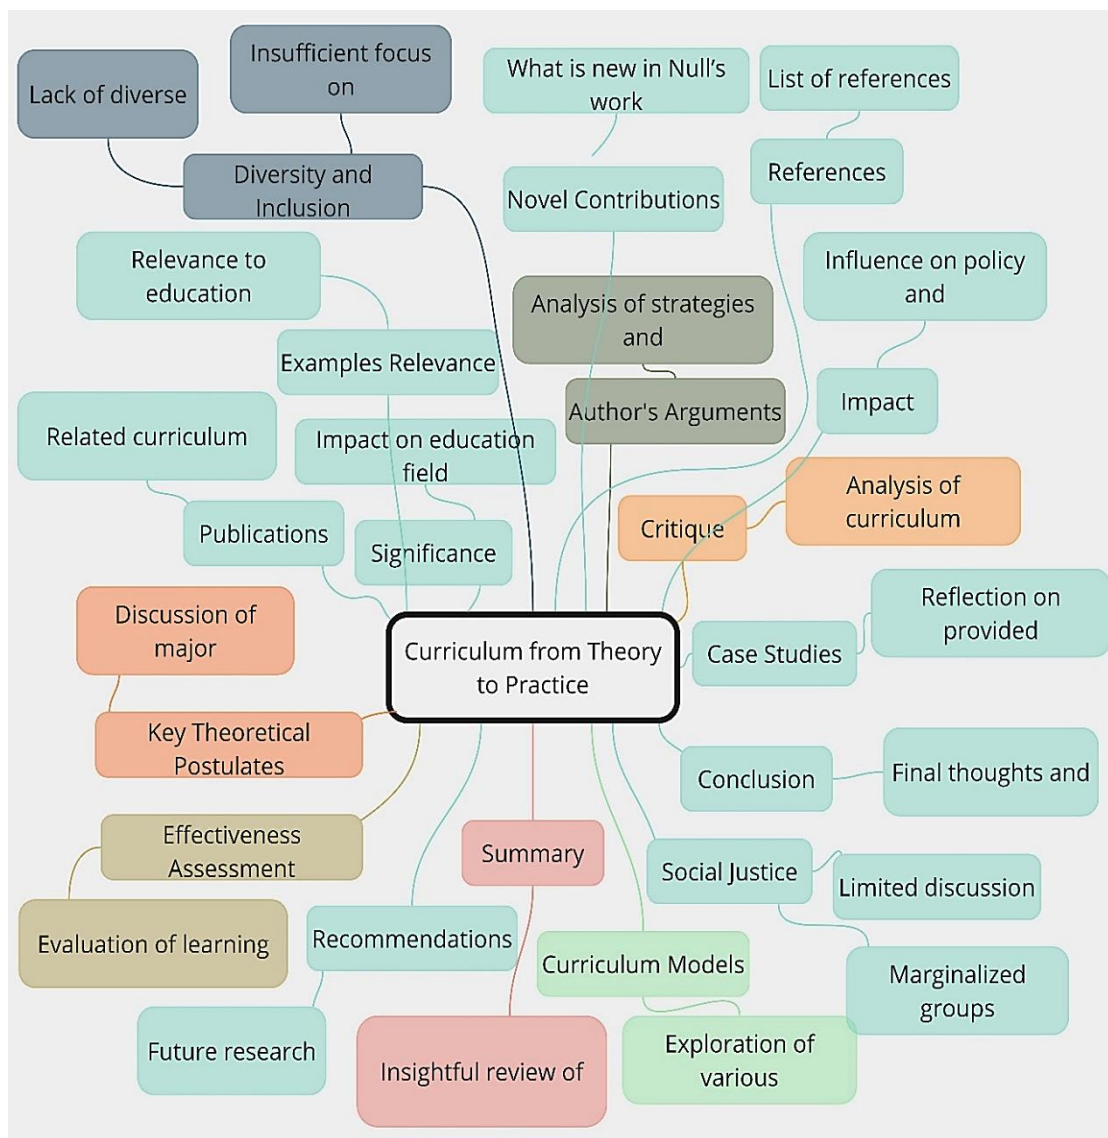 Insufficient focus
on
Lack of diverse
Diversity and
Inclusion
What is new in Null’s
work
List of references
Novel Contributions
References
Relevance to
education
Influence on policy
and
Analysis of strategies
and
Examples Relevance
Author's Arguments
Impact
Related curriculum
Impact on education
field
Publications
Significance
Critique
Analysis of
curriculum
Discussion of
major
Key Theoretical
Postulates
Curriculum from Theory
to Practice
Case Studies
Reflection on
provided
Conclusion
Final thoughts and
Effectiveness
Assessment
Evaluation of learning
Summary
Insightful review of
Recommendations
Future research
Social Justice
Limited discussion
Marginalized
groups
Curriculum Models
Exploration of
various